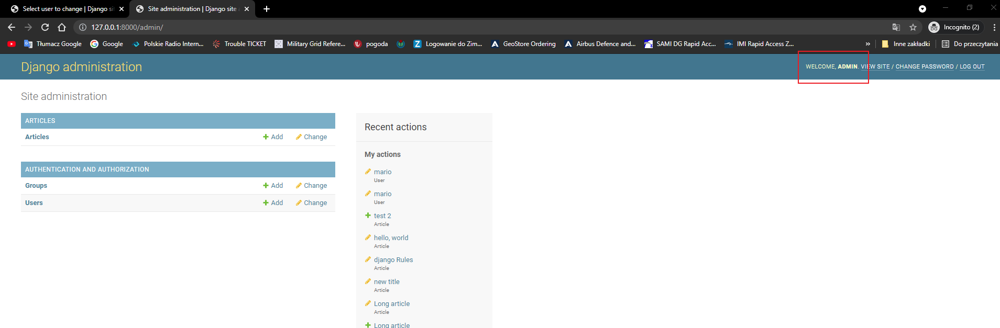 Select user to change | Django sit
Site administration | Django site a
127.0.0.1:8000/admin/
Incognito (2)
Tłumacz Google
Google
Polskie Radio Intern...
Trouble TICKET
Military Grid Refere...
pogoda
Logowanie do Zim...
GeoStore Ordering
Airbus Defence and...
SAMI DG Rapid Acc...
IMI Rapid Access Z...
»
Inne zakładki
Do przeczytania
Django administration
WELCOME, ADMIN. VIEW SITE / CHANGE PASSWORD / LOG OUT
Site administration
ARTICLES
Articles Add Change
AUTHENTICATION AND AUTHORIZATION
Groups Add Change
Users Add Change
Recent actions
My actions
mario
User
mario
User
test 2
Article
hello, world
Article
django Rules
Article
new title
Article
Long article
Article
Long article